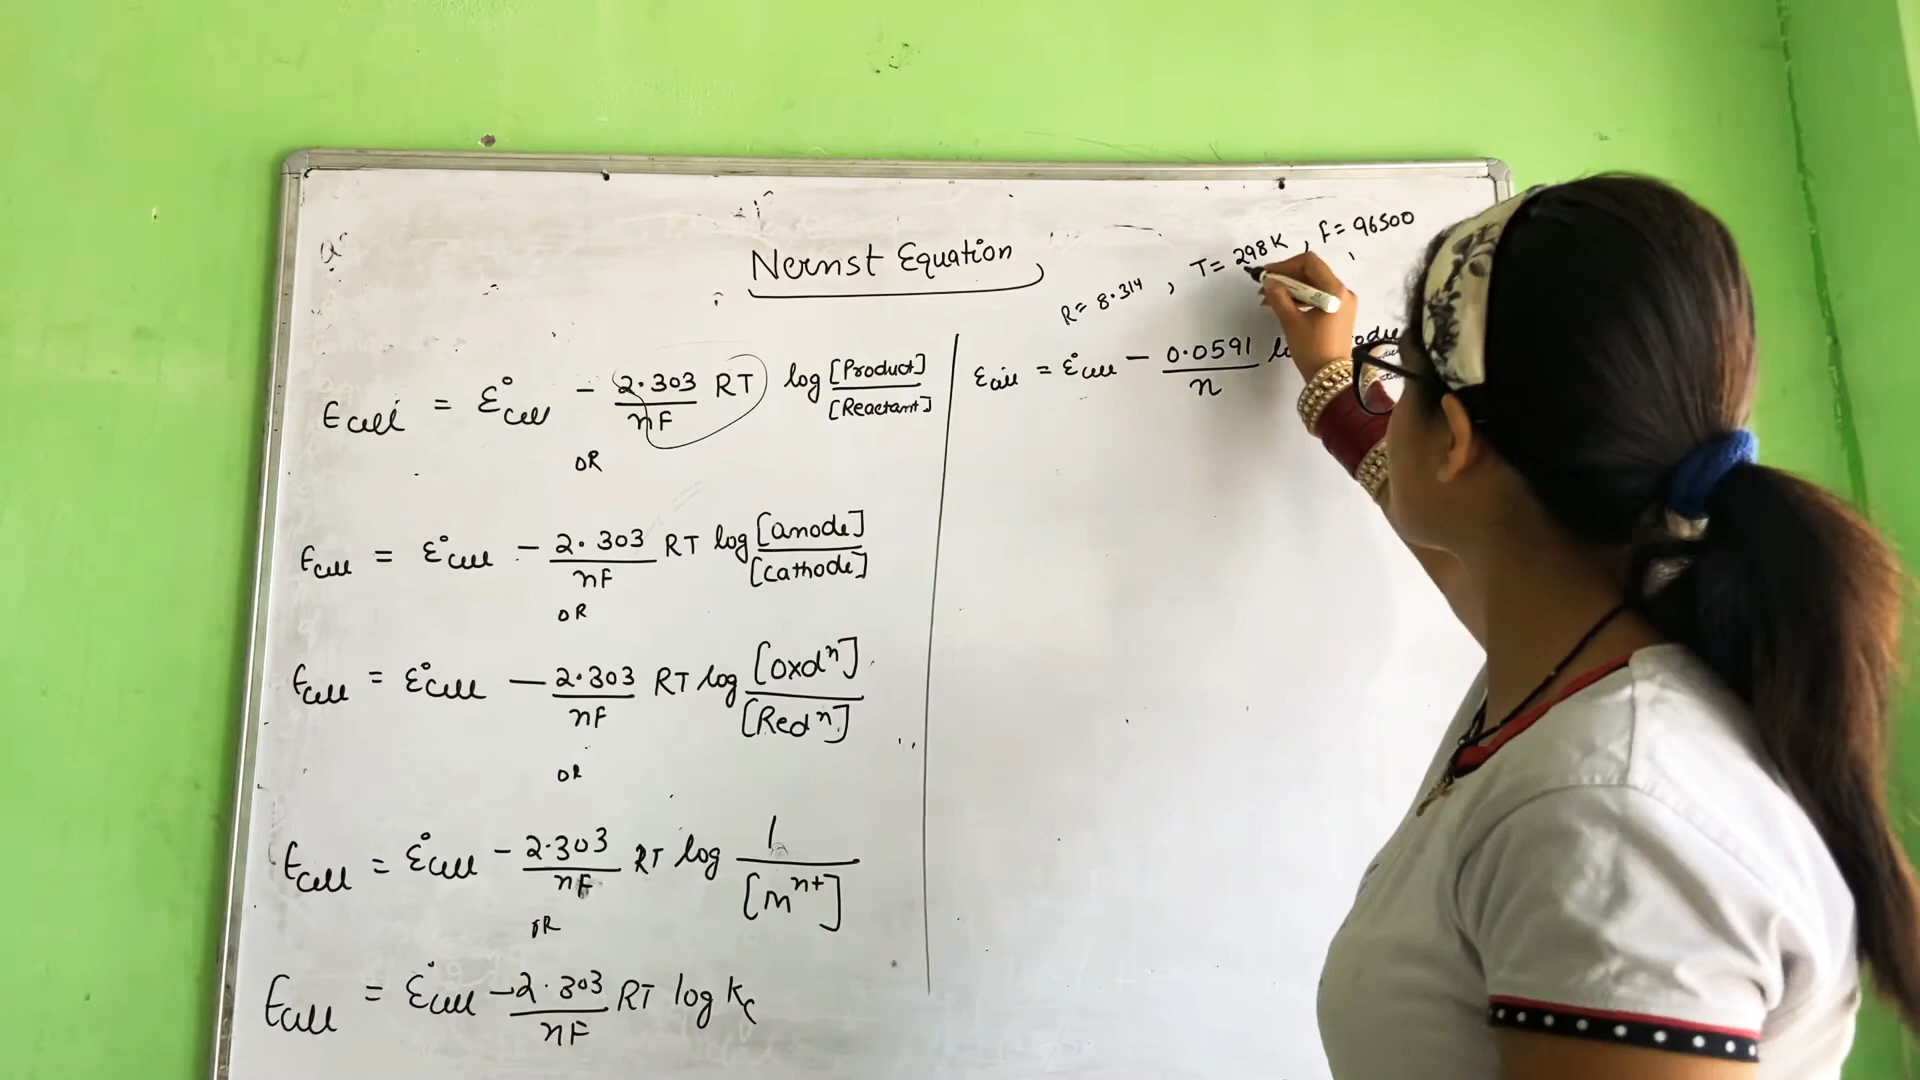 Nernst Equation
Ecell = E°cell - 2.303 RT / nF log [Product] / [Reactant]
OR
Ecell = E°cell - 2.303 RT / nF log [anode] / [Cathode]
OR
Ecell = E°cell - 2.303 RT / nF log [oxdⁿ] / [Redⁿ]
OR
Ecell = E°cell - 2.303 RT / nF log 1 / [Mⁿ⁺]
OR
Ecell = E°cell - 2.303 RT / nF log Kc
R = 8.314 , T = 298 K , F = 96500
Ecell = E°cell - 0.0591 / n